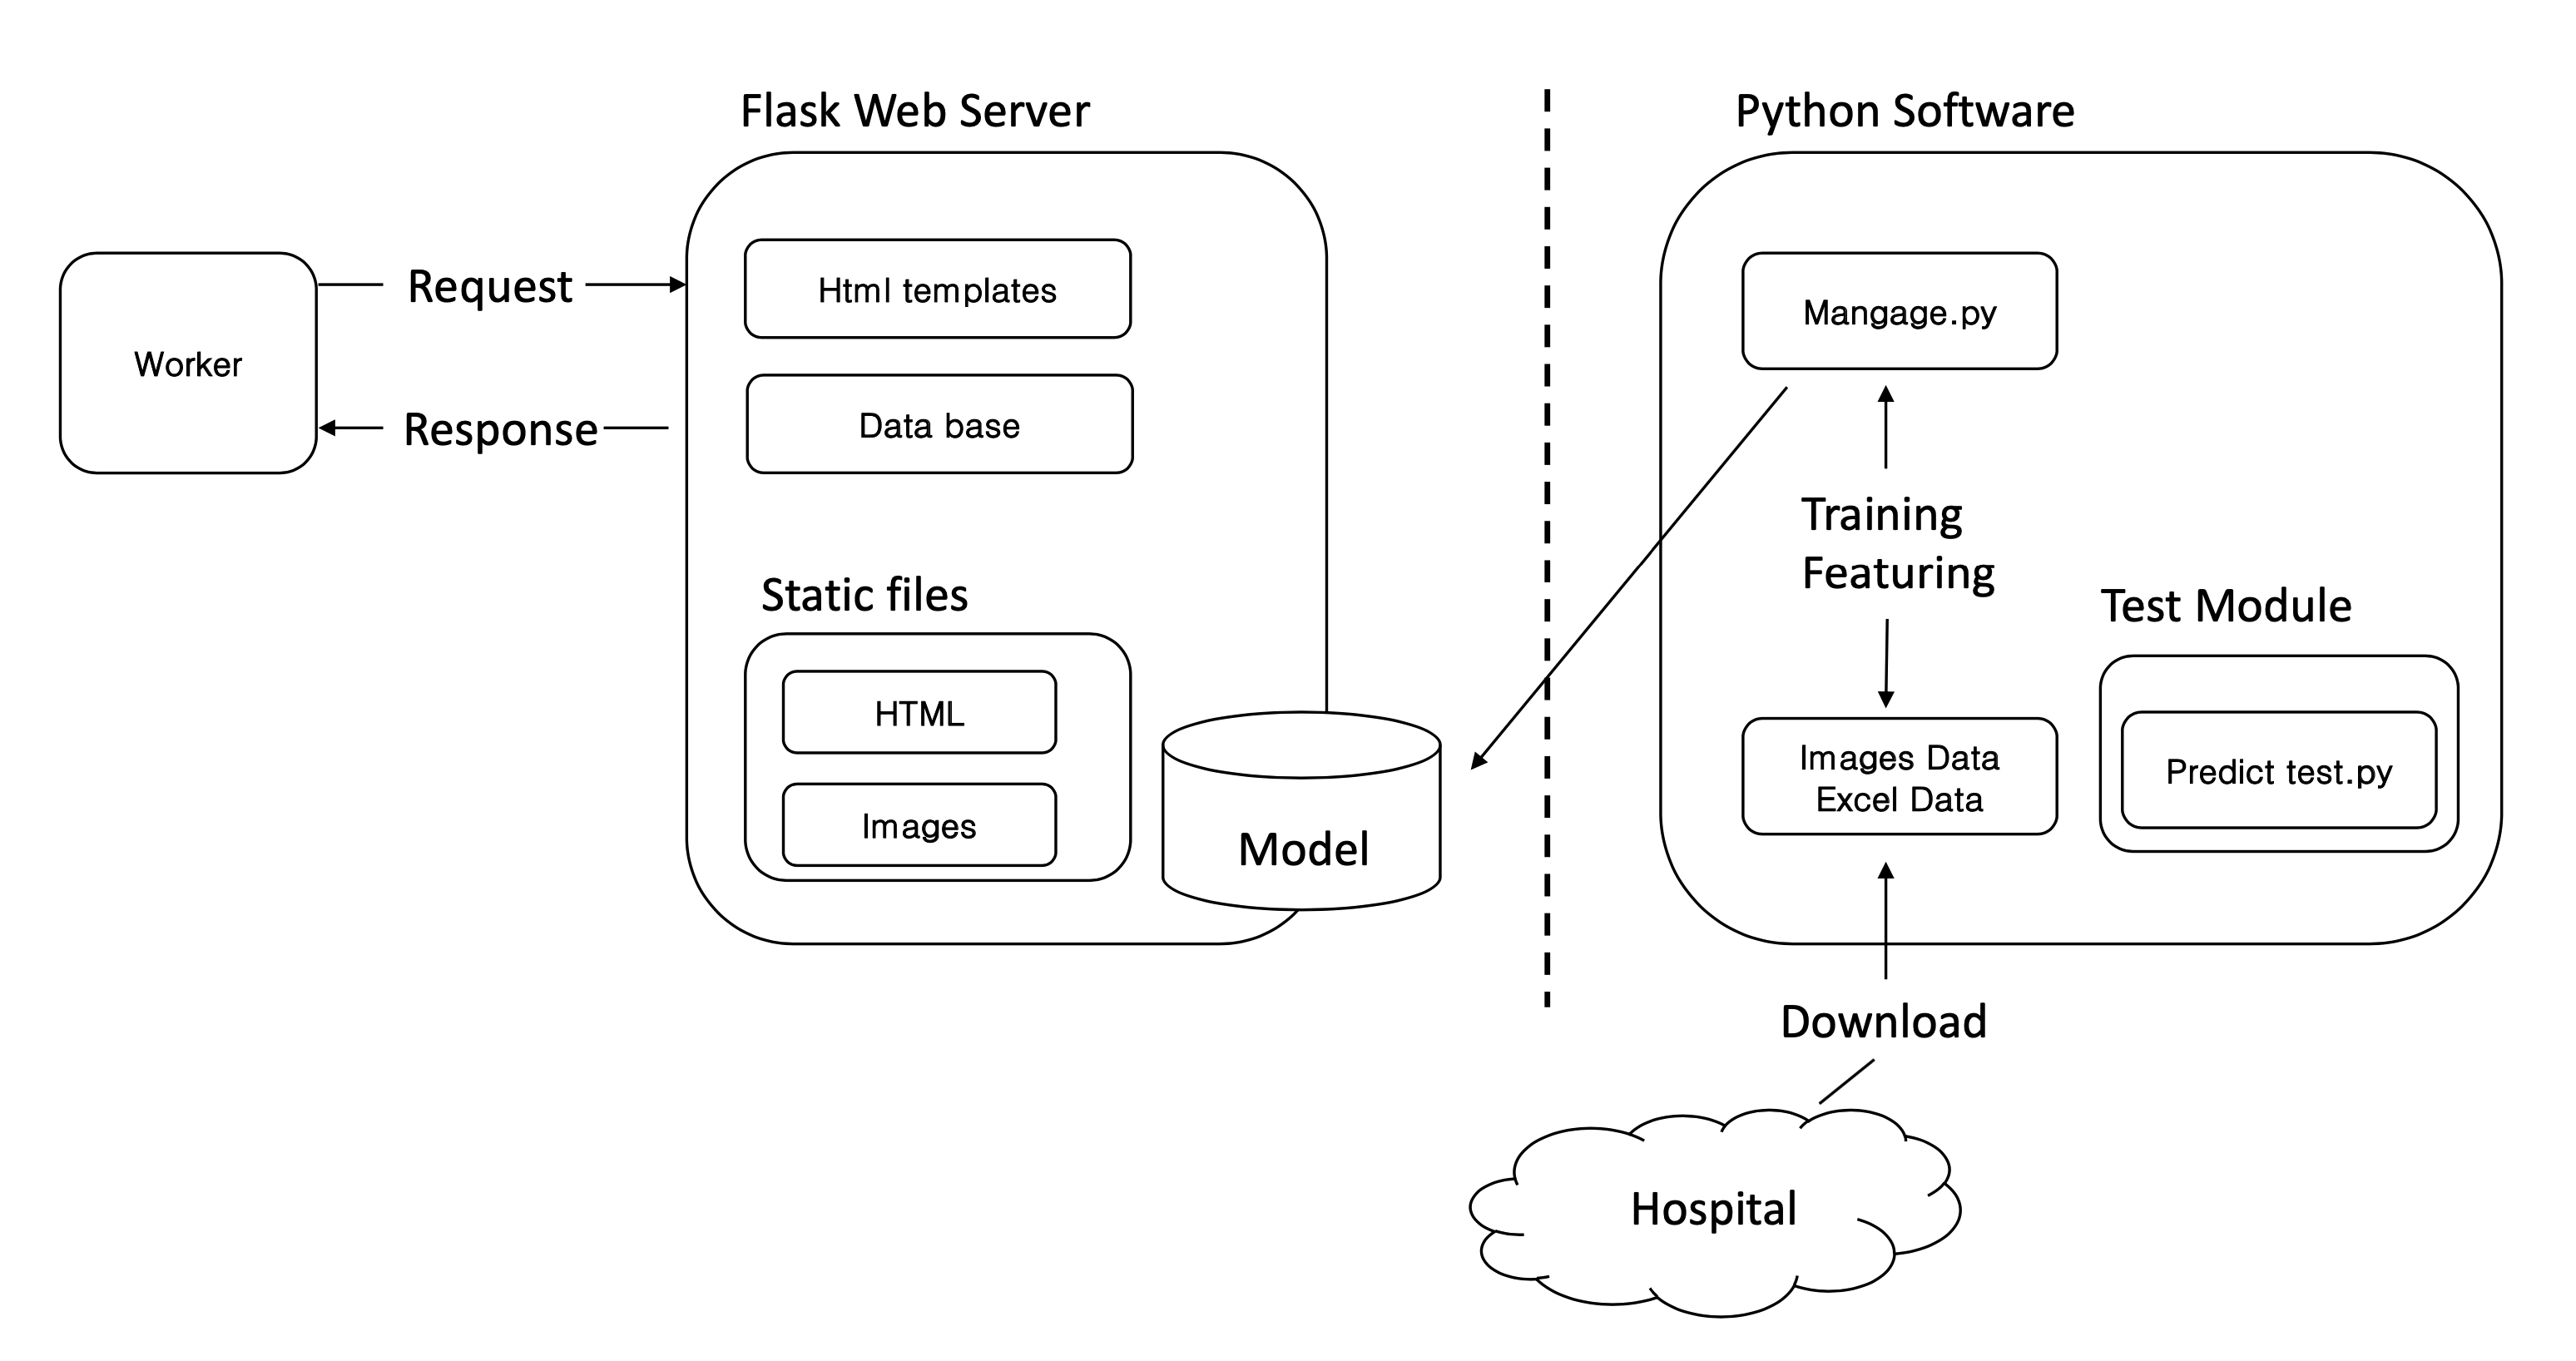 Flask Web Server
Python Software
Worker
Request
Response
Html templates
Data base
Static files
HTML
Images
Model
Mangage.py
Training
Featuring
Images Data
Excel Data
Test Module
Predict test.py
Download
Hospital